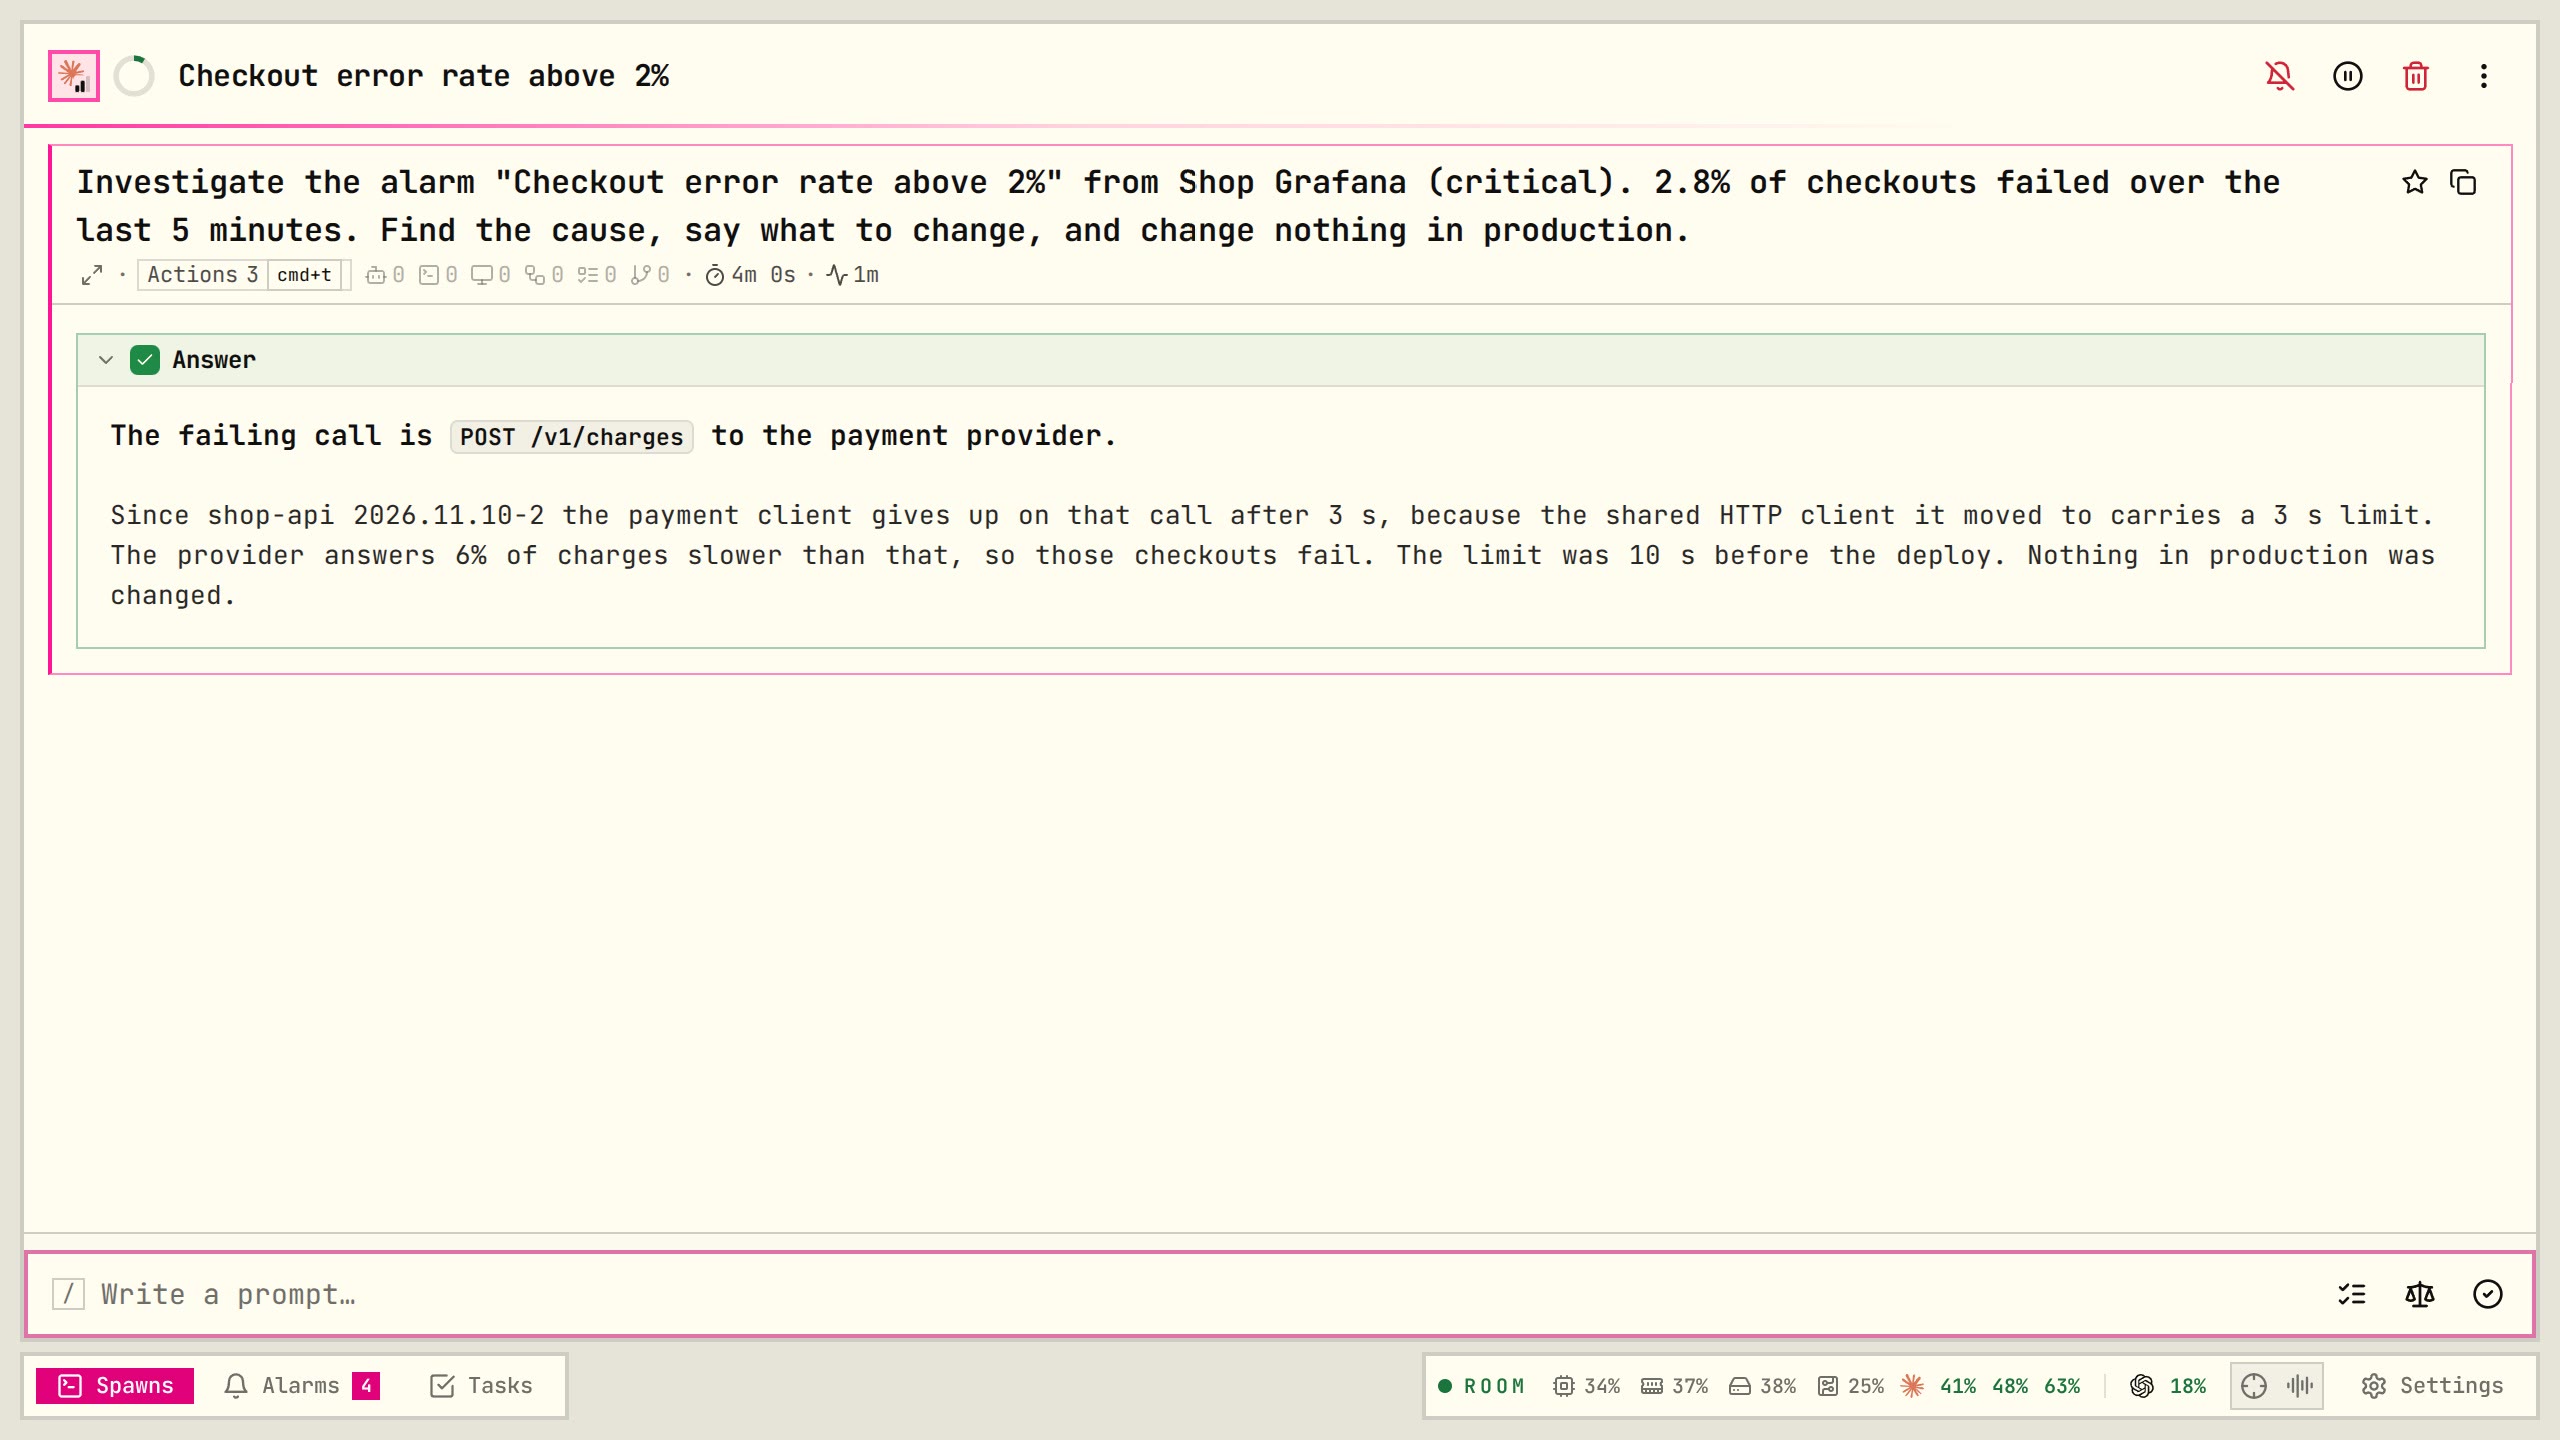 Checkout error rate above 2%
Investigate the alarm "Checkout error rate above 2%" from Shop Grafana (critical). 2.8% of checkouts failed over the
last 5 minutes. Find the cause, say what to change, and change nothing in production.
· Actions 3 cmd+t 0 0 0 0 0 0 · 4m 0s · 1m
Answer
The failing call is POST /v1/charges to the payment provider.
Since shop-api 2026.11.10-2 the payment client gives up on that call after 3 s, because the shared HTTP client it moved to carries a 3 s limit.
The provider answers 6% of charges slower than that, so those checkouts fail. The limit was 10 s before the deploy. Nothing in production was
changed.
/ Write a prompt…
Spawns Alarms 4 Tasks
ROOM 34% 37% 38% 25% 41% 48% 63% 18% Settings